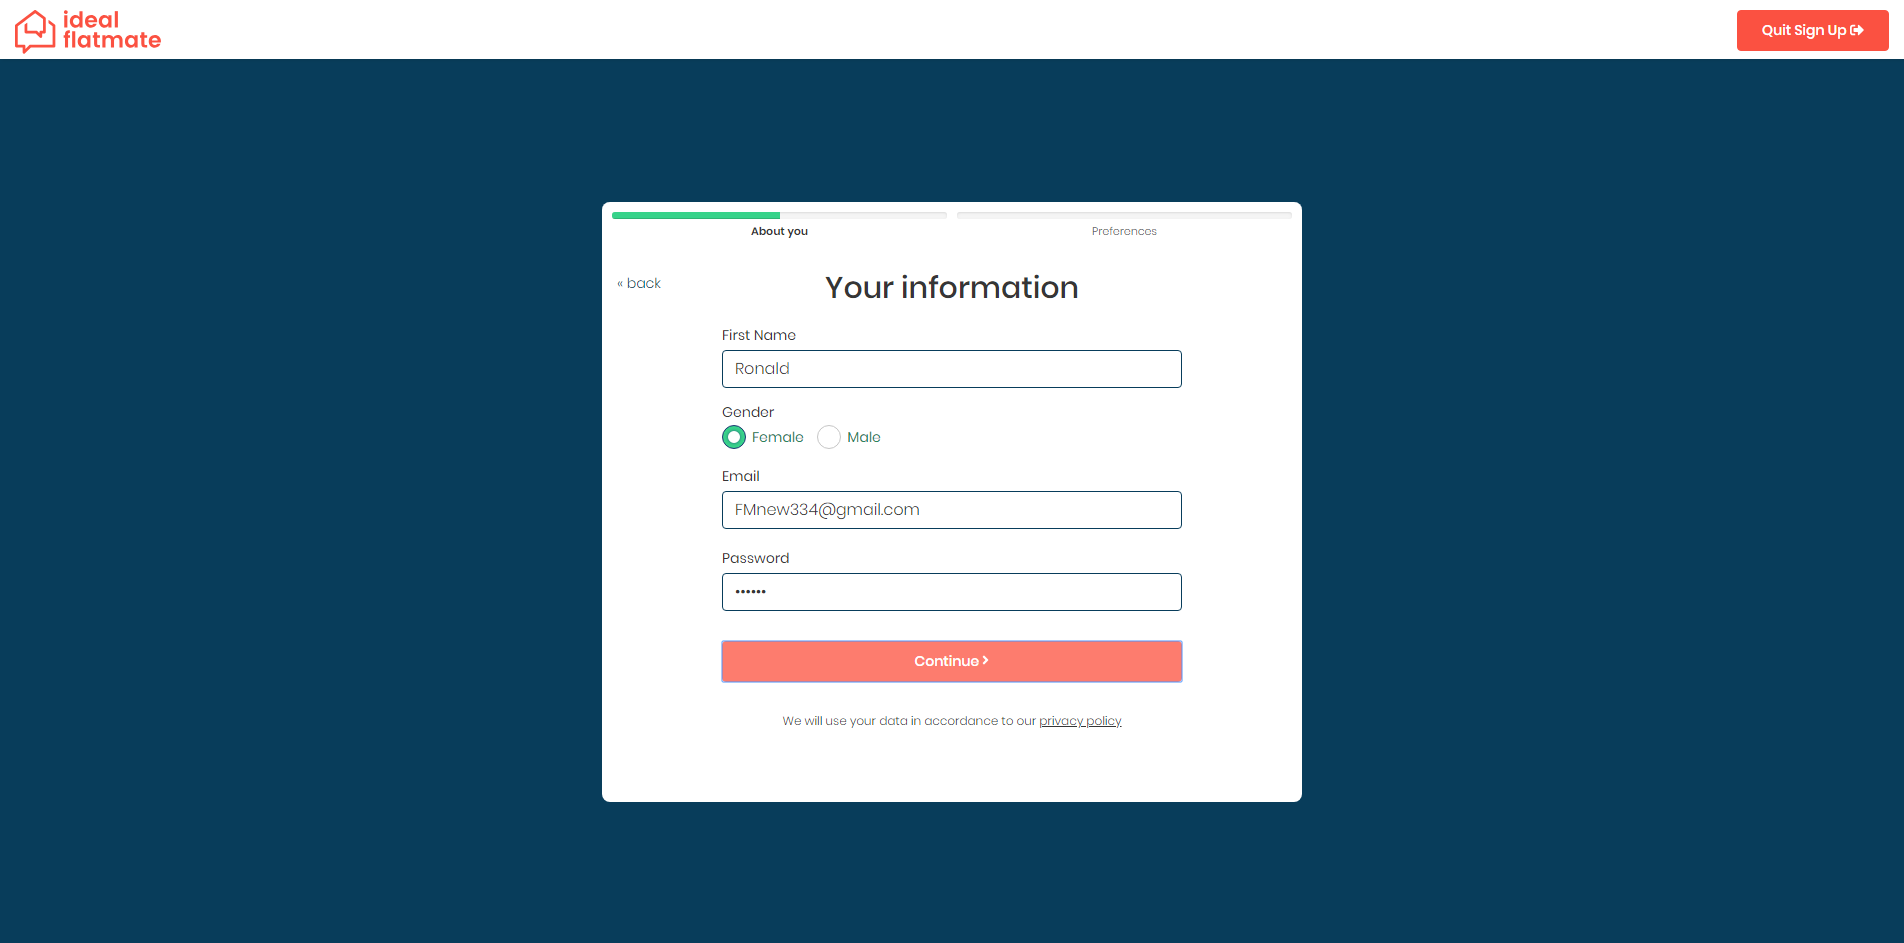 ideal
flatmate
Quit Sign Up
About you
Preferences
« back
Your information
First Name
Ronald
Gender
Female Male
Email
FMnew334@gmail.com
Password
••••••
Continue
We will use your data in accordance to our privacy policy